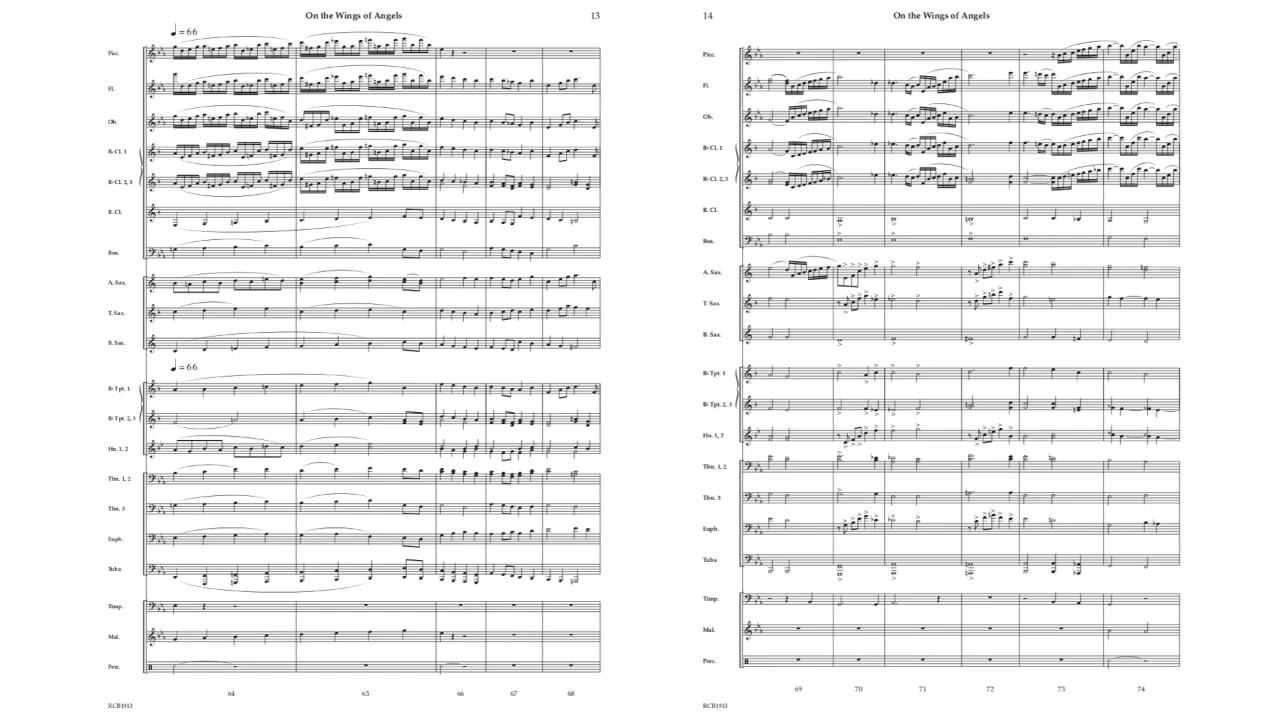 On the Wings of Angels
13
♩ = 66
Picc.
Fl.
Ob.
B♭ Cl. 1
B♭ Cl. 2, 3
B. Cl.
Bsn.
A. Sax.
T. Sax.
B. Sax.
♩ = 66
B♭ Tpt. 1
B♭ Tpt. 2, 3
Hn. 1, 2
Tbn. 1, 2
Tbn. 3
Euph.
Tuba
Timp.
Mal.
Perc.
64 65 66 67 68
RCB1913
14
On the Wings of Angels
Picc.
Fl.
Ob.
B♭ Cl. 1
B♭ Cl. 2, 3
B. Cl.
Bsn.
A. Sax.
T. Sax.
B. Sax.
B♭ Tpt. 1
B♭ Tpt. 2, 3
Hn. 1, 2
Tbn. 1, 2
Tbn. 3
Euph.
Tuba
Timp.
Mal.
Perc.
69 70 71 72 73 74
RCB1913